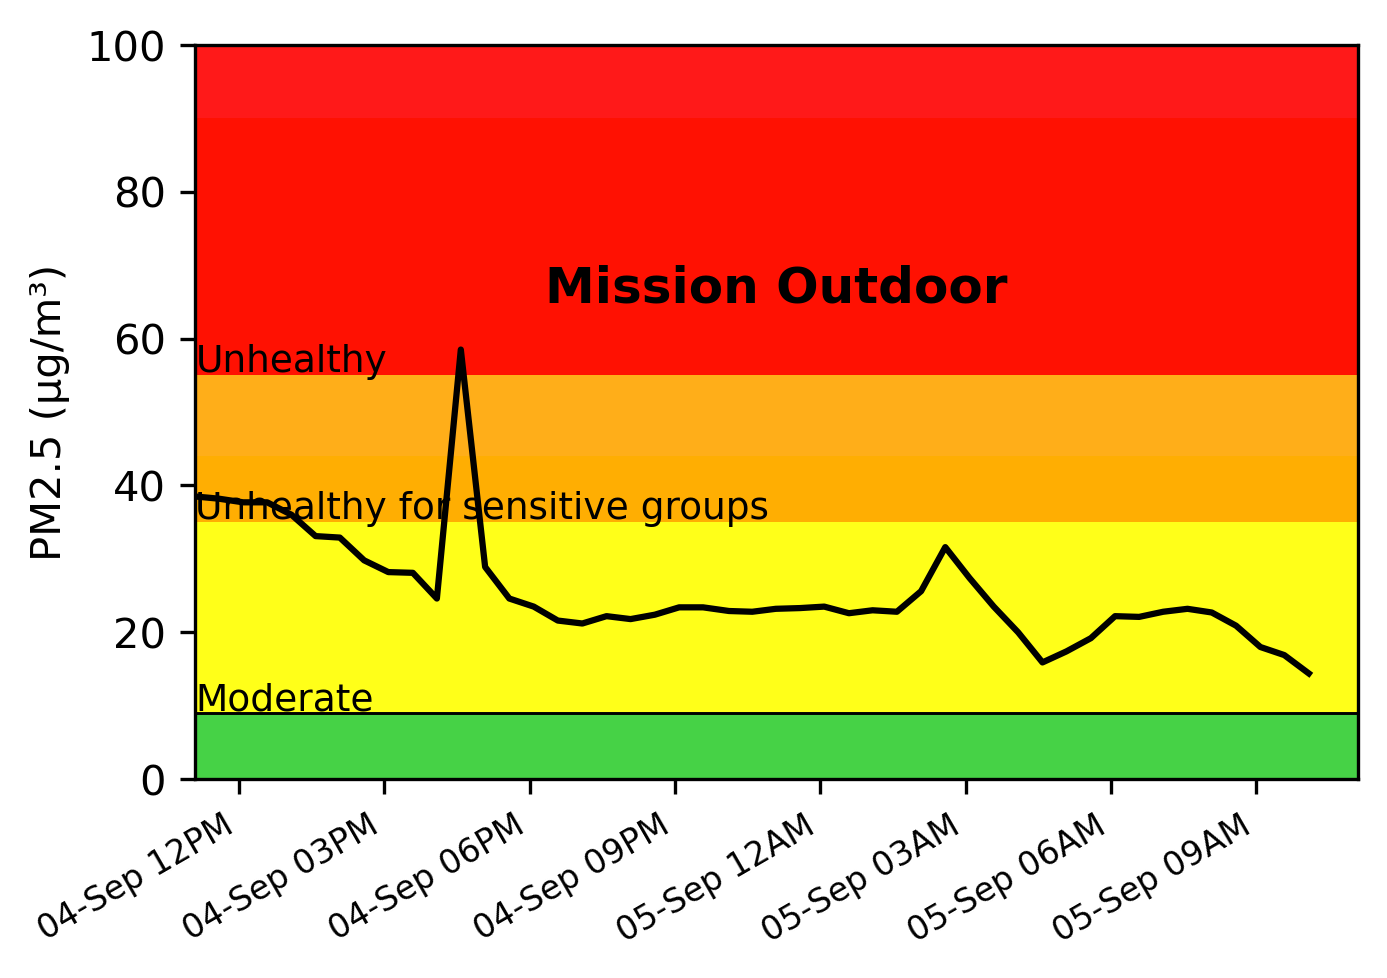 100
80
60
40
20
0
PM2.5 (µg/m³)
Mission Outdoor
Unhealthy
Unhealthy for sensitive groups
Moderate
04-Sep 12PM
04-Sep 03PM
04-Sep 06PM
04-Sep 09PM
05-Sep 12AM
05-Sep 03AM
05-Sep 06AM
05-Sep 09AM